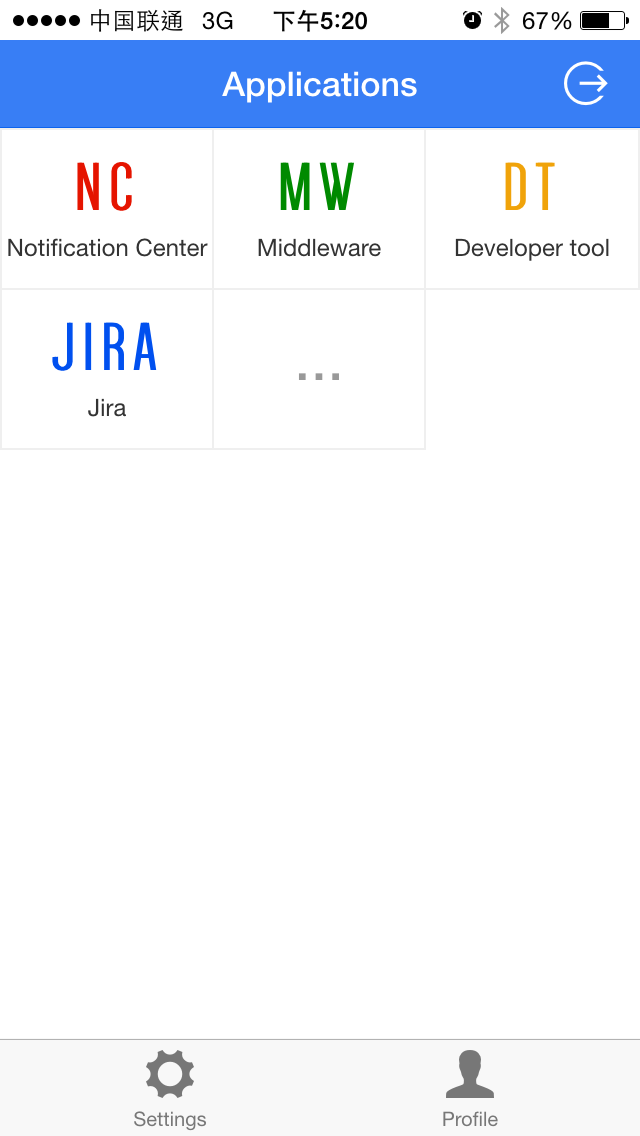 中国联通 3G 下午5:20 67%
Applications
NC MW DT
Notification Center Middleware Developer tool
JIRA ...
Jira
Settings Profile